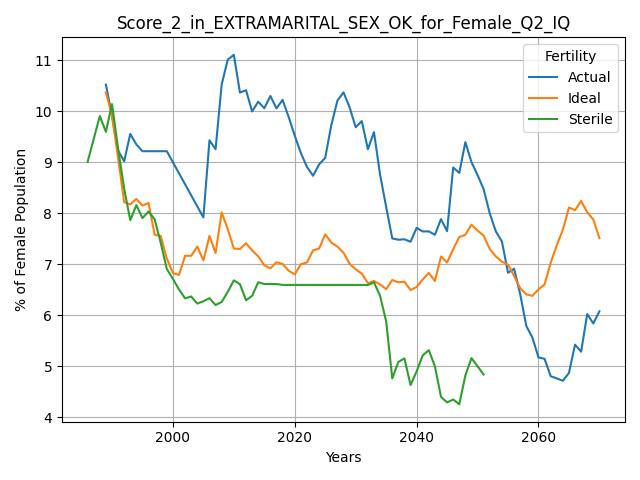 Score_2_in_EXTRAMARITAL_SEX_OK_for_Female_Q2_IQ
Fertility
Actual
Ideal
Sterile
% of Female Population
11
10
9
8
7
6
5
4
2000 2020 2040 2060
Years